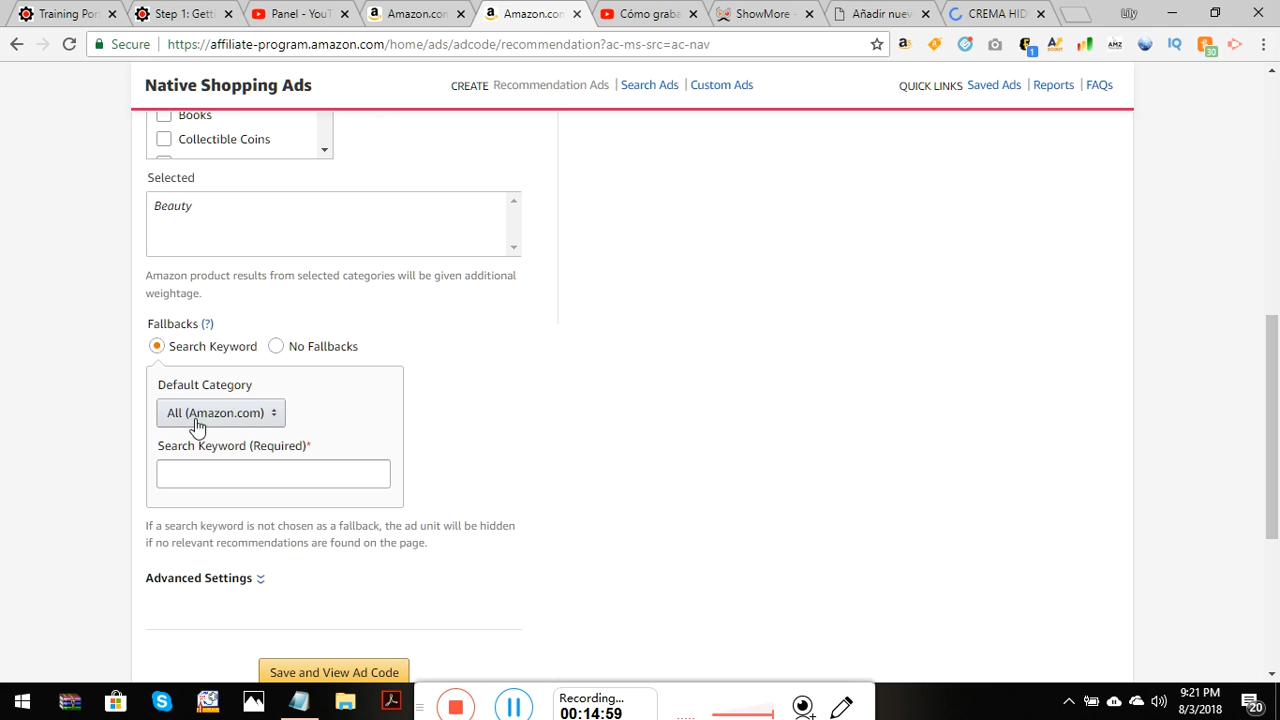 Training Por
Step 1: Gett
Panel - YouT
Amazon.con
Amazon.con
Cómo graba
ShowMore -
Añadir nuev
CREMA HID
lily
Secure
https://affiliate-program.amazon.com/home/ads/adcode/recommendation?ac-ms-src=ac-nav
Native Shopping Ads
CREATE Recommendation Ads | Search Ads | Custom Ads
QUICK LINKS Saved Ads | Reports | FAQs
Books
Collectible Coins
Selected
Beauty
Amazon product results from selected categories will be given additional
weightage.
Fallbacks (?)
Search Keyword
No Fallbacks
Default Category
All (Amazon.com)
Search Keyword (Required)*
If a search keyword is not chosen as a fallback, the ad unit will be hidden
if no relevant recommendations are found on the page.
Advanced Settings
Save and View Ad Code
Recording...
00:14:59
9:21 PM
8/3/2018
20